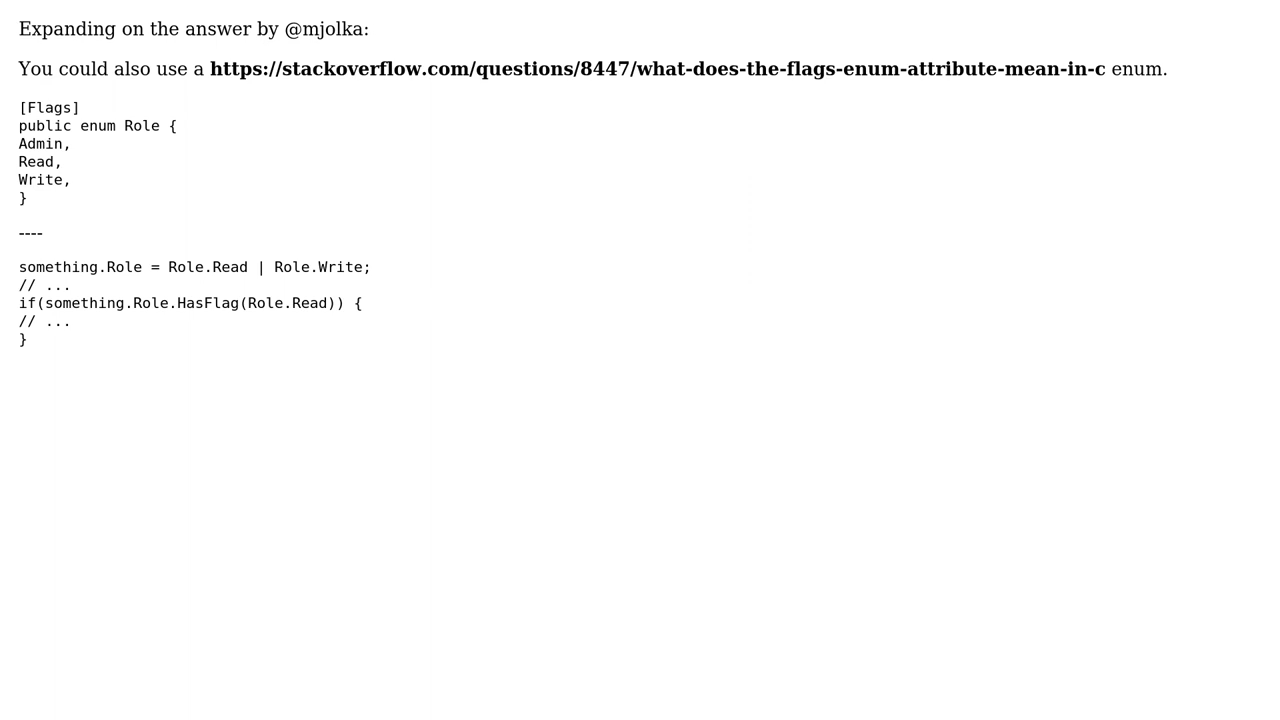 Expanding on the answer by @mjolka:
You could also use a https://stackoverflow.com/questions/8447/what-does-the-flags-enum-attribute-mean-in-c enum.
[Flags]
public enum Role {
Admin,
Read,
Write,
}
----
something.Role = Role.Read | Role.Write;
// ...
if(something.Role.HasFlag(Role.Read)) {
// ...
}